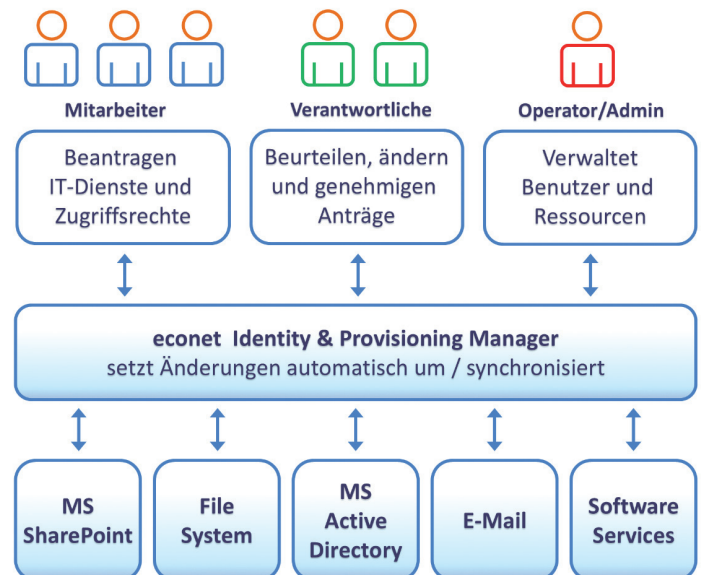 Mitarbeiter
Verantwortliche
Operator/Admin
Beantragen
IT-Dienste und
Zugriffsrechte
Beurteilen, ändern
und genehmigen
Anträge
Verwaltet
Benutzer und
Ressourcen
econet Identity & Provisioning Manager
setzt Änderungen automatisch um / synchronisiert
MS
SharePoint
File
System
MS
Active
Directory
E-Mail
Software
Services